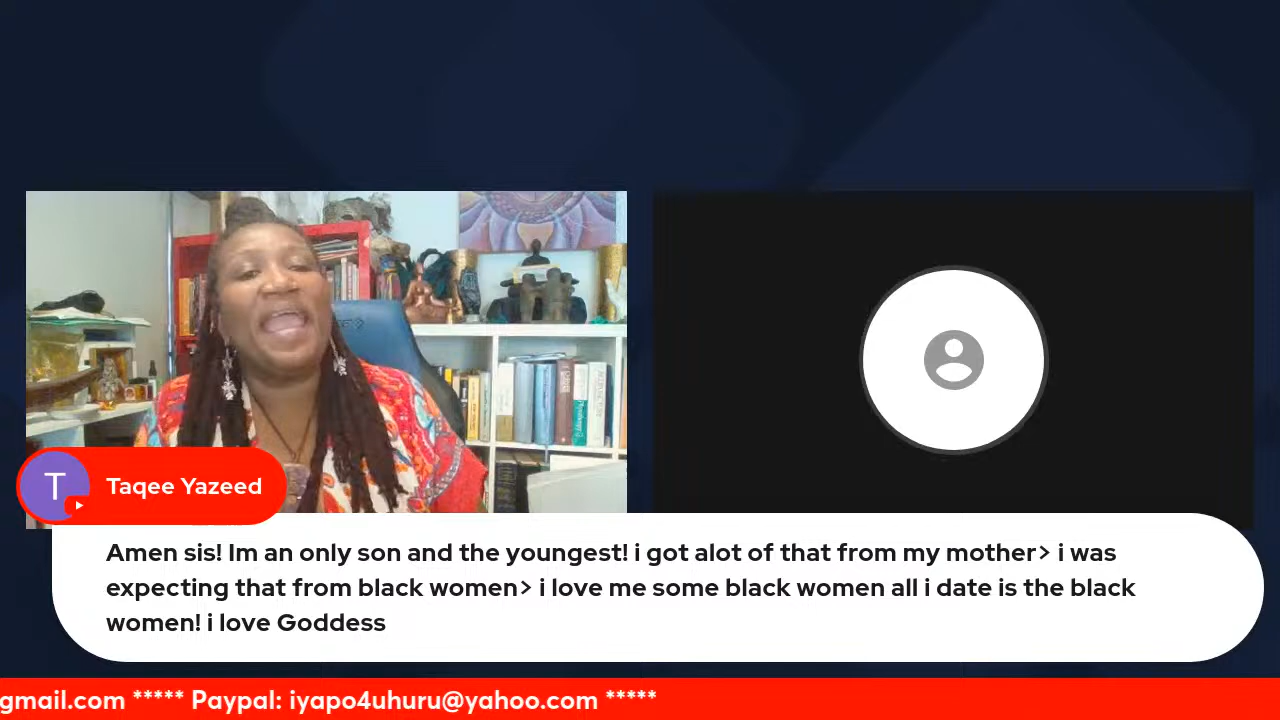 T
Taqee Yazeed
Amen sis! Im an only son and the youngest! i got alot of that from my mother> i was
expecting that from black women> i love me some black women all i date is the black
women! i love Goddess
gmail.com ***** Paypal: iyapo4uhuru@yahoo.com *****